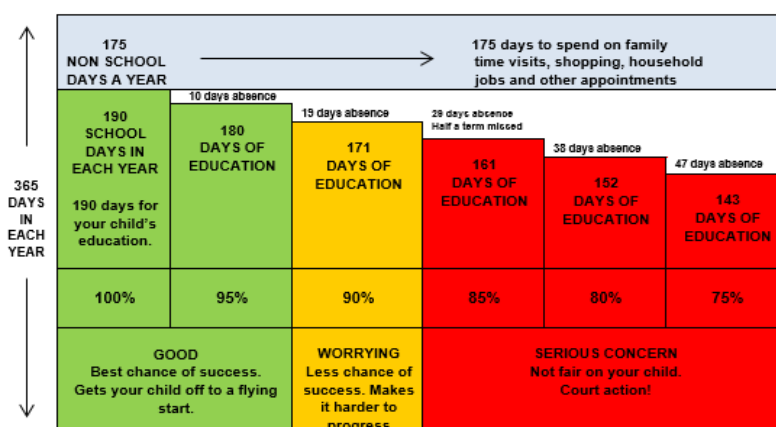 175
NON SCHOOL
DAYS A YEAR
175 days to spend on family
time visits, shopping, household
jobs and other appointments
365
DAYS
IN
EACH
YEAR
190
SCHOOL
DAYS IN
EACH YEAR
190 days for
your child's
education.
10 days absence
180
DAYS OF
EDUCATION
19 days absence
171
DAYS OF
EDUCATION
29 days absence
Half a term missed
161
DAYS OF
EDUCATION
38 days absence
152
DAYS OF
EDUCATION
47 days absence
143
DAYS OF
EDUCATION
100%
95%
90%
85%
80%
75%
GOOD
Best chance of success.
Gets your child off to a flying
start.
WORRYING
Less chance of
success. Makes
it harder to
progress
SERIOUS CONCERN
Not fair on your child.
Court action!